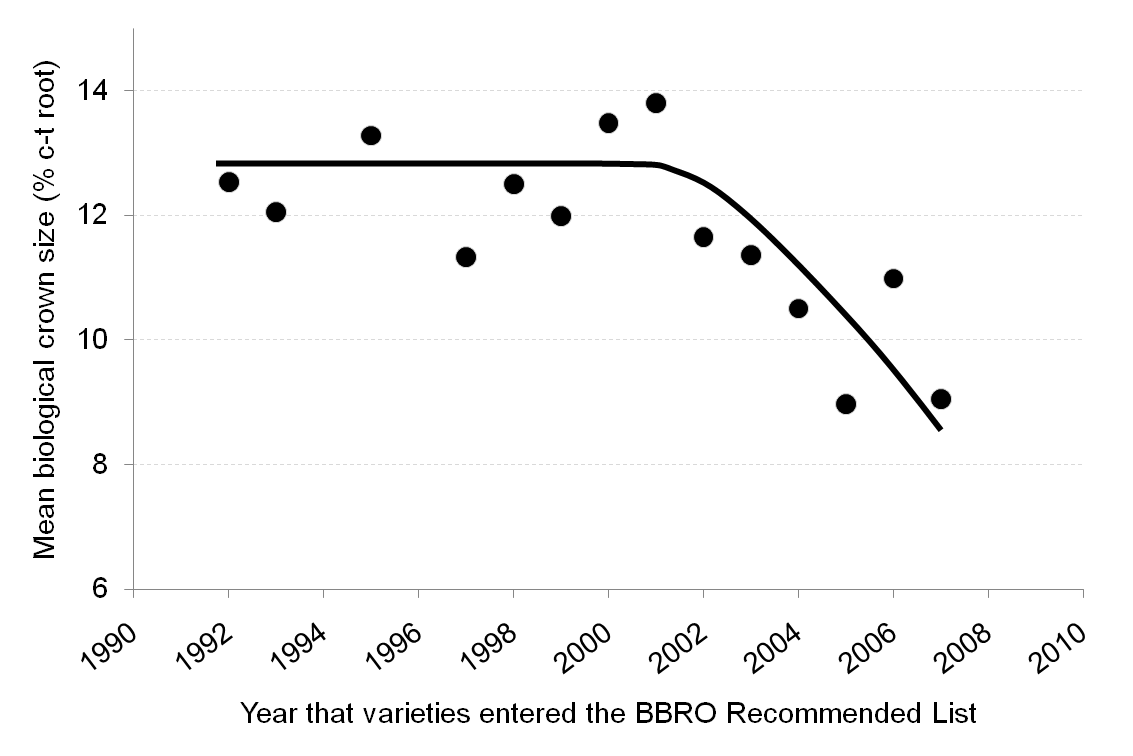 Mean biological crown size (% c-t root)
14
12
10
8
6
1990 1992 1994 1996 1998 2000 2002 2004 2006 2008 2010
Year that varieties entered the BBRO Recommended List